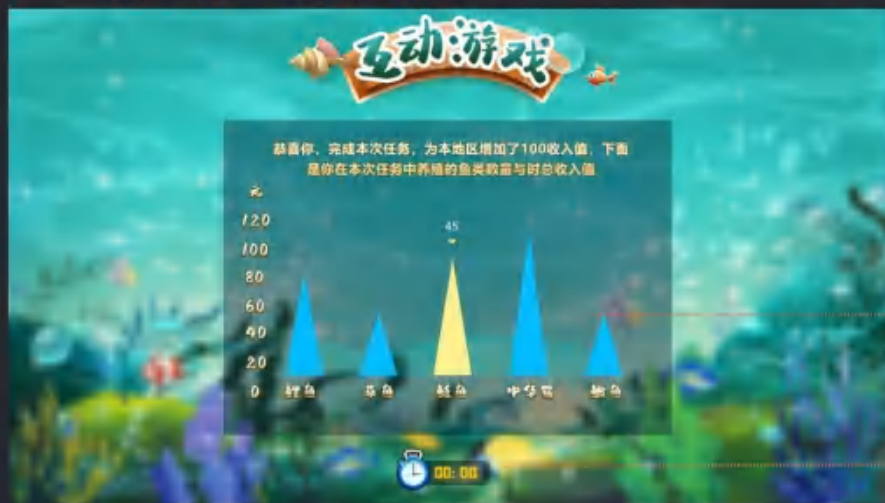 互动游戏
恭喜你，完成本次任务，为本地区增加了100收入值，下面
是你在本次任务中养殖的鱼类数量与时总收入值
元
120
100
80
60
40
20
0
45
鲤鱼
草鱼
鲢鱼
中华鲟
鳜鱼
00: 00